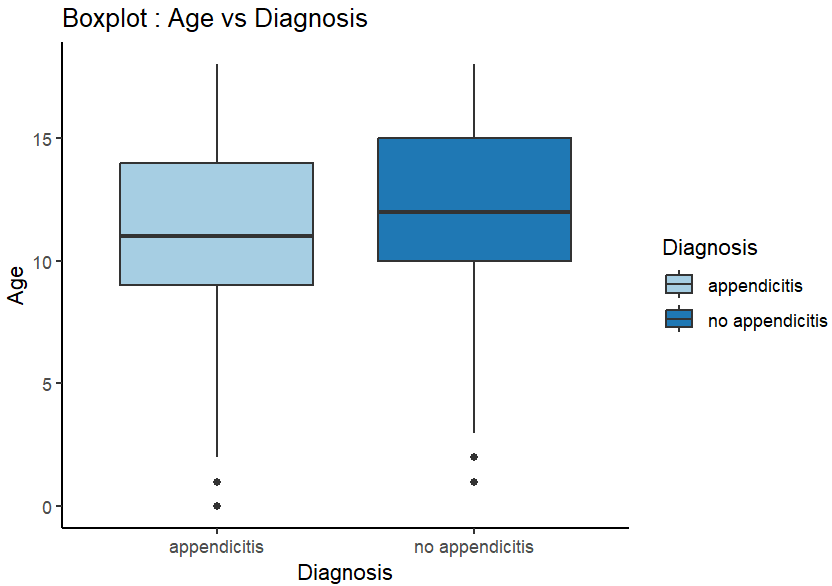 Boxplot : Age vs Diagnosis
Age
15
10
5
0
appendicitis
no appendicitis
Diagnosis
Diagnosis
appendicitis
no appendicitis